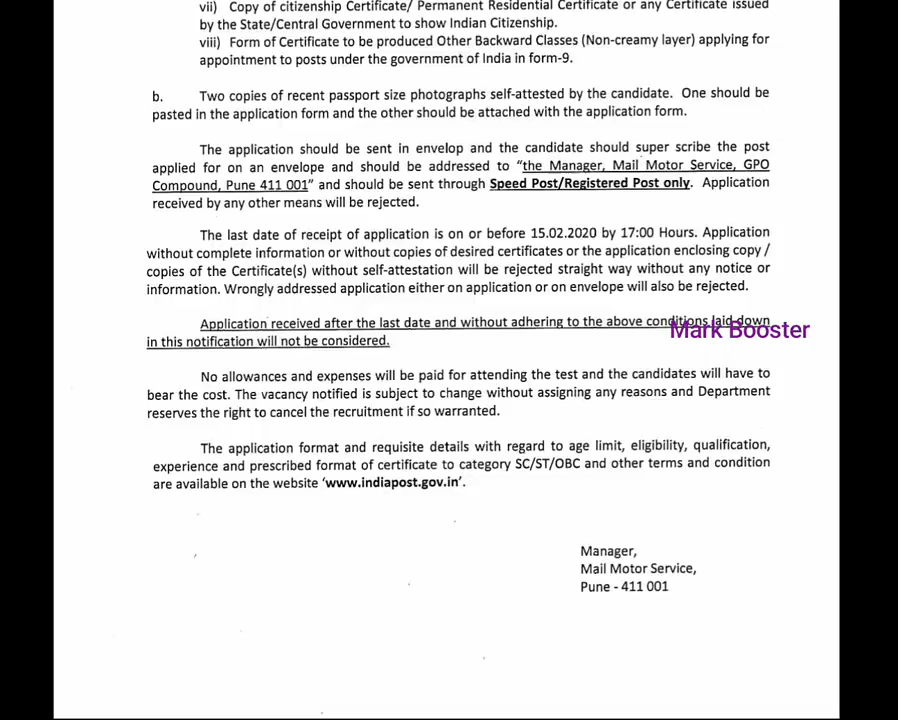 vii) Copy of citizenship Certificate/ Permanent Residential Certificate or any Certificate issued
by the State/Central Government to show Indian Citizenship.
viii) Form of Certificate to be produced Other Backward Classes (Non-creamy layer) applying for
appointment to posts under the government of India in form-9.
b. Two copies of recent passport size photographs self-attested by the candidate. One should be
pasted in the application form and the other should be attached with the application form.
The application should be sent in envelop and the candidate should super scribe the post
applied for on an envelope and should be addressed to “the Manager, Mail Motor Service, GPO
Compound, Pune 411 001” and should be sent through Speed Post/Registered Post only. Application
received by any other means will be rejected.
The last date of receipt of application is on or before 15.02.2020 by 17:00 Hours. Application
without complete information or without copies of desired certificates or the application enclosing copy /
copies of the Certificate(s) without self-attestation will be rejected straight way without any notice or
information. Wrongly addressed application either on application or on envelope will also be rejected.
Application received after the last date and without adhering to the above conditions laid down
Mark Booster
in this notification will not be considered.
No allowances and expenses will be paid for attending the test and the candidates will have to
bear the cost. The vacancy notified is subject to change without assigning any reasons and Department
reserves the right to cancel the recruitment if so warranted.
The application format and requisite details with regard to age limit, eligibility, qualification,
experience and prescribed format of certificate to category SC/ST/OBC and other terms and condition
are available on the website ‘www.indiapost.gov.in’.
Manager,
Mail Motor Service,
Pune - 411 001